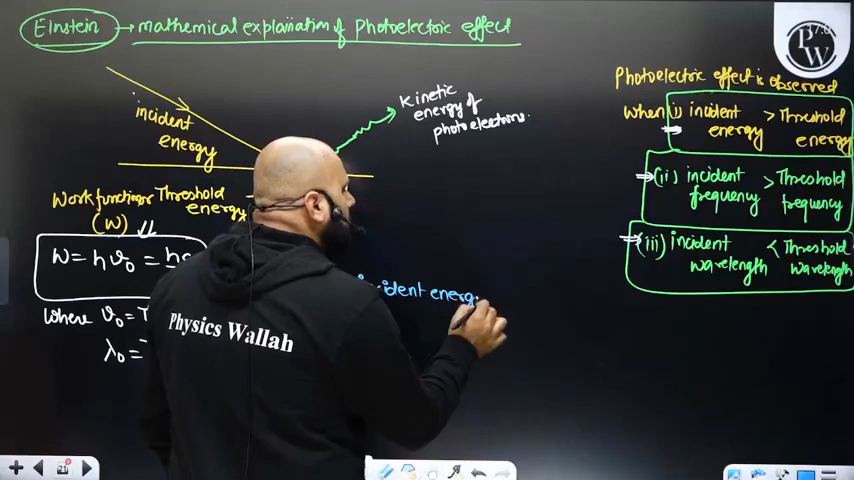 Einstein → mathematical explanation of Photoelectric effect
PW
incident
energy
Kinetic
energy of
photoelectrons.
Work function or Threshold
energy
(W)
W = hν₀ = hc
where ν₀ =
λ₀ =
incident energy
Physics Wallah
Photoelectric effect is observed
when (i) incident energy > Threshold energy
(ii) incident frequency > Threshold frequency
(iii) incident wavelength < Threshold wavelength